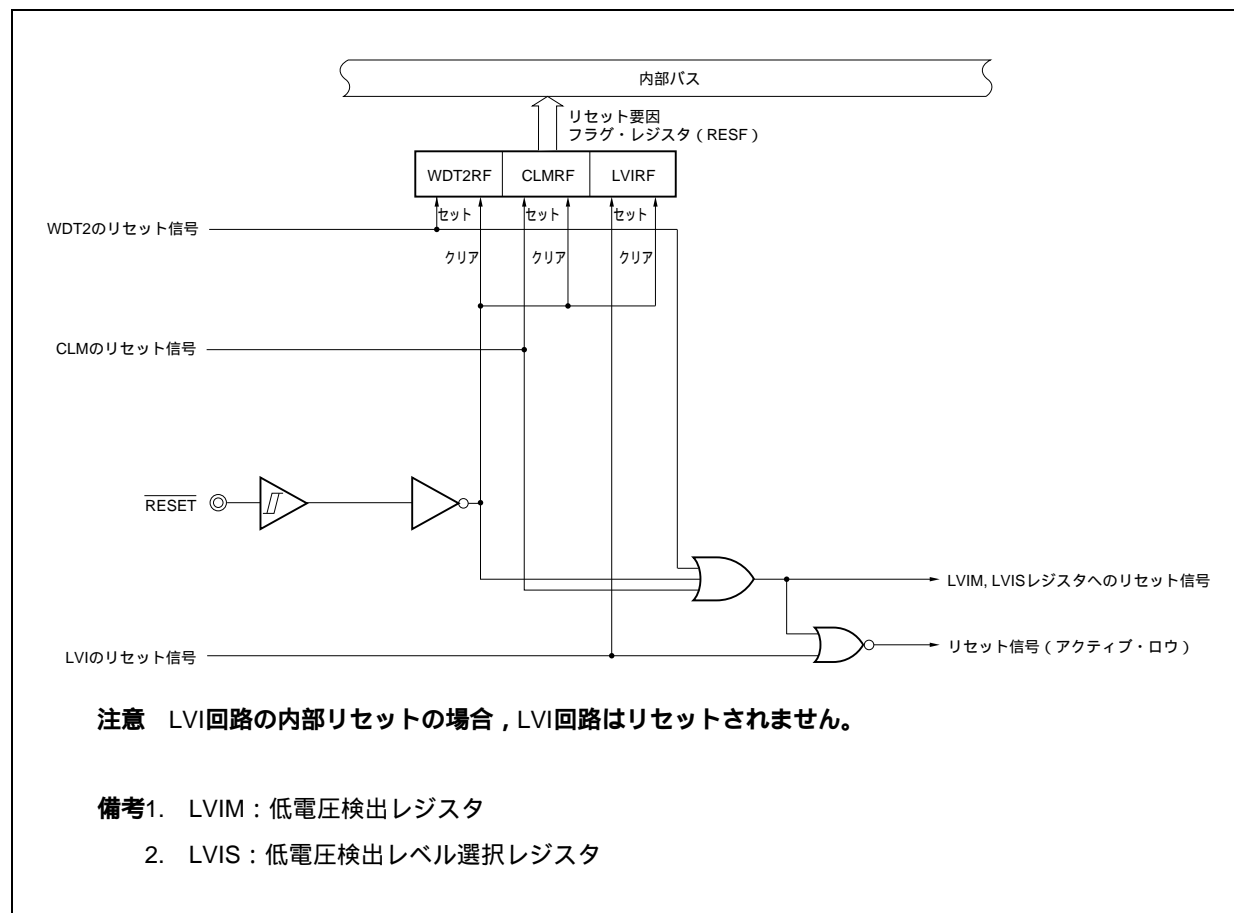 内部バス
リセット要因
フラグ・レジスタ（RESF）
WDT2RF CLMRF LVIRF
セット セット セット
WDT2のリセット信号
クリア クリア クリア
CLMのリセット信号
RESET
LVIM, LVISレジスタへのリセット信号
リセット信号（アクティブ・ロウ）
LVIのリセット信号
注意 LVI回路の内部リセットの場合，LVI回路はリセットされません。
備考1. LVIM：低電圧検出レジスタ
2. LVIS：低電圧検出レベル選択レジスタ